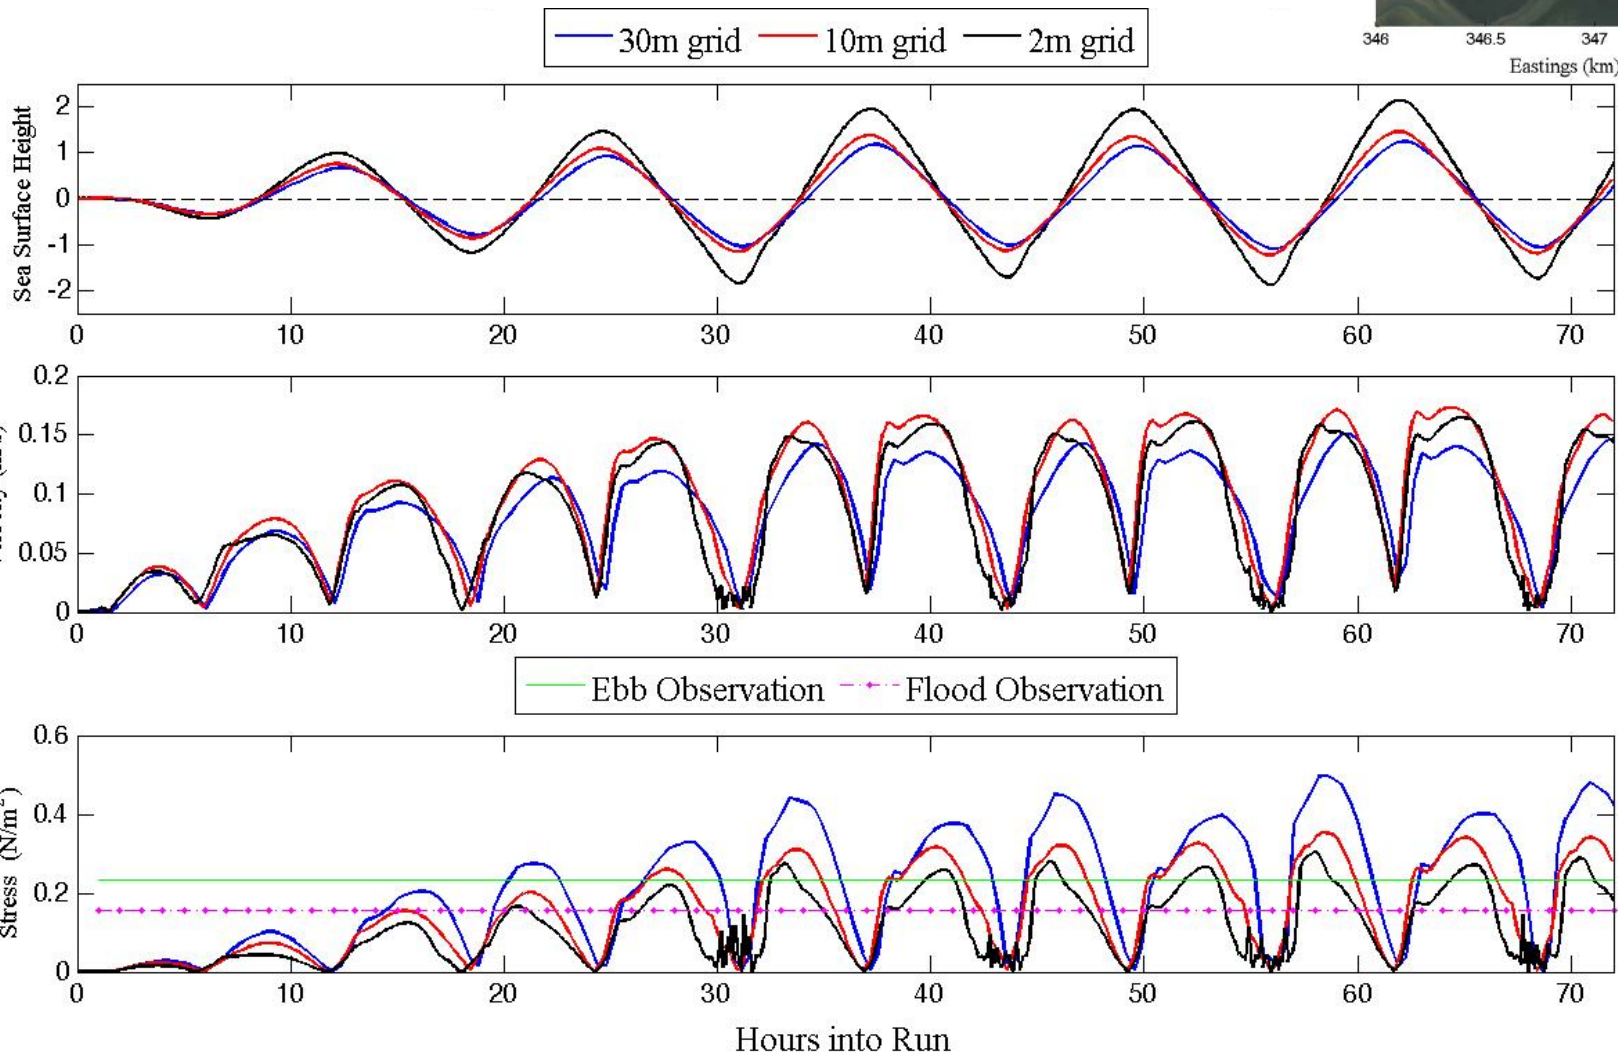 30m grid 10m grid 2m grid
346 346.5 347
Eastings (km)
Sea Surface Height
2
1
0
-1
-2
0 10 20 30 40 50 60 70
0.2
0.15
0.1
0.05
0
0 10 20 30 40 50 60 70
Ebb Observation Flood Observation
Stress (N/m²)
0.6
0.4
0.2
0
0 10 20 30 40 50 60 70
Hours into Run